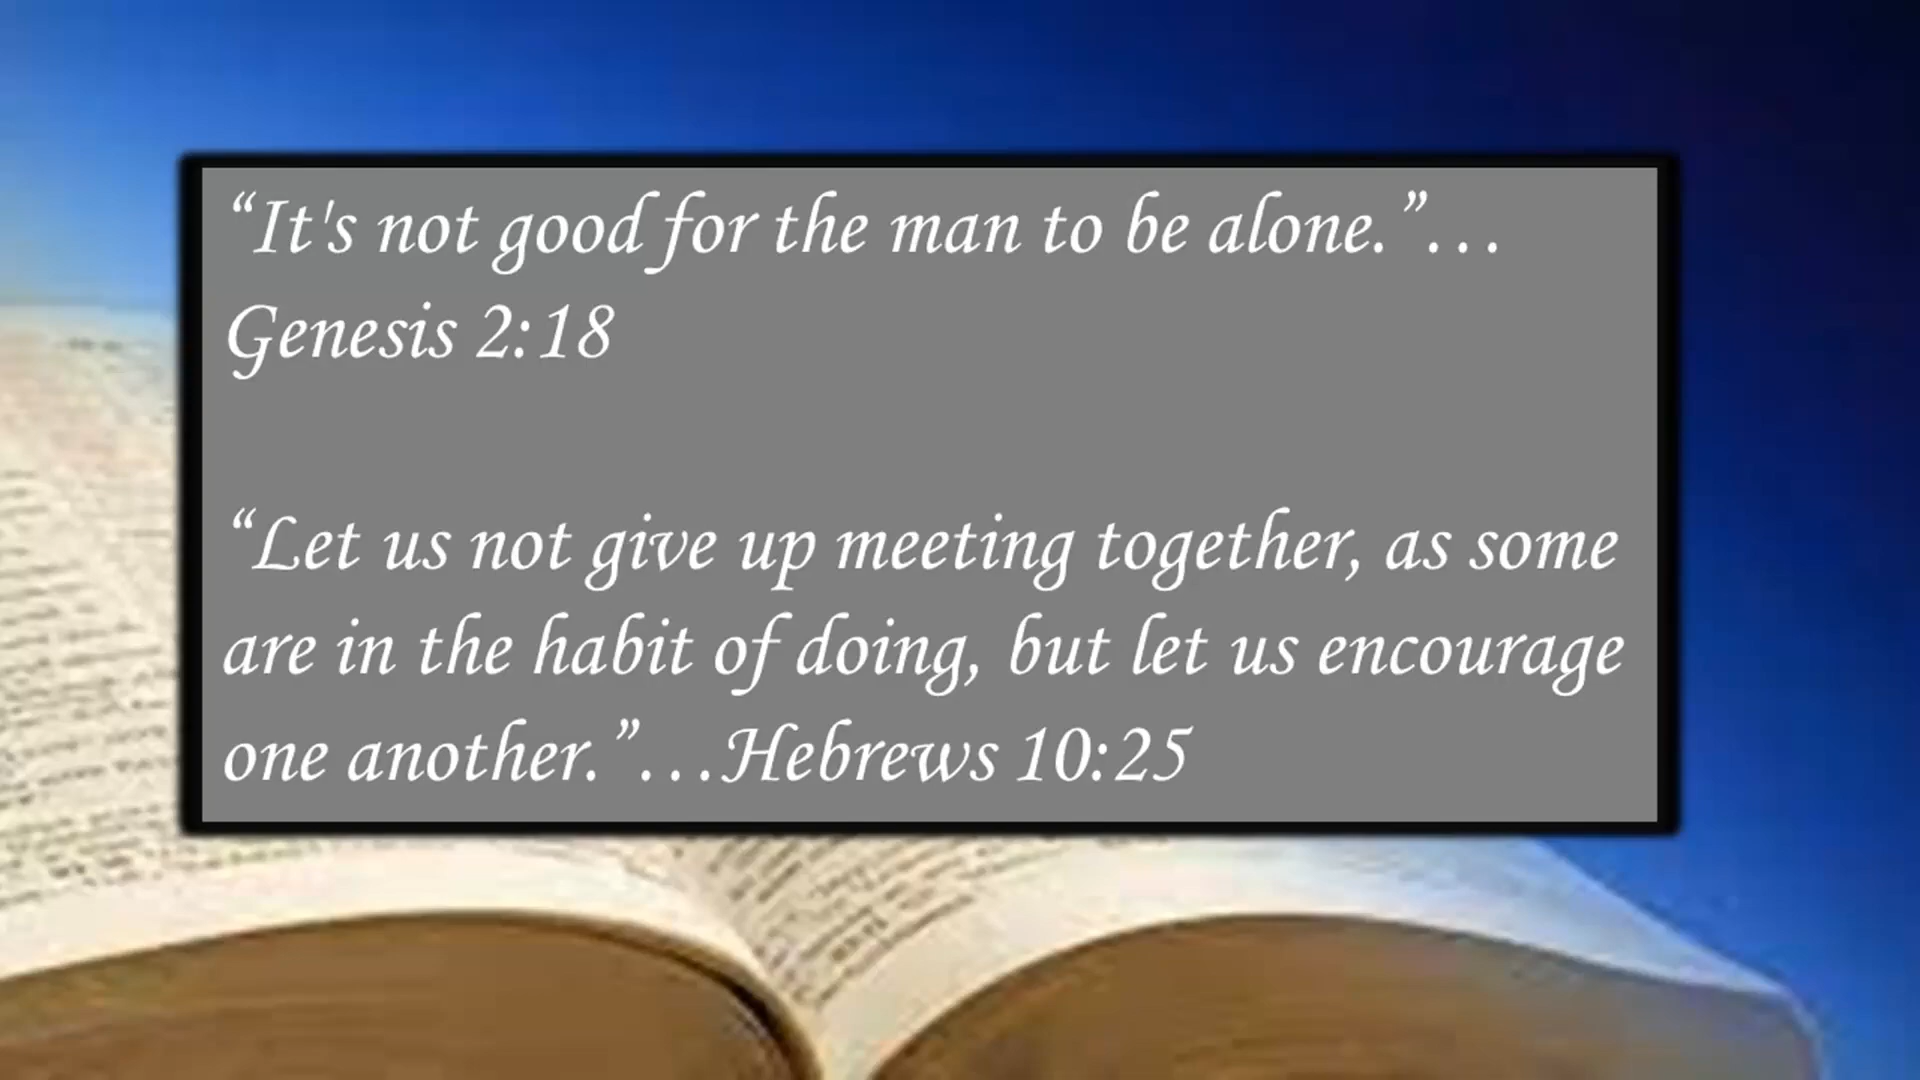 “It's not good for the man to be alone.”...
Genesis 2:18
“Let us not give up meeting together, as some
are in the habit of doing, but let us encourage
one another.”...Hebrews 10:25